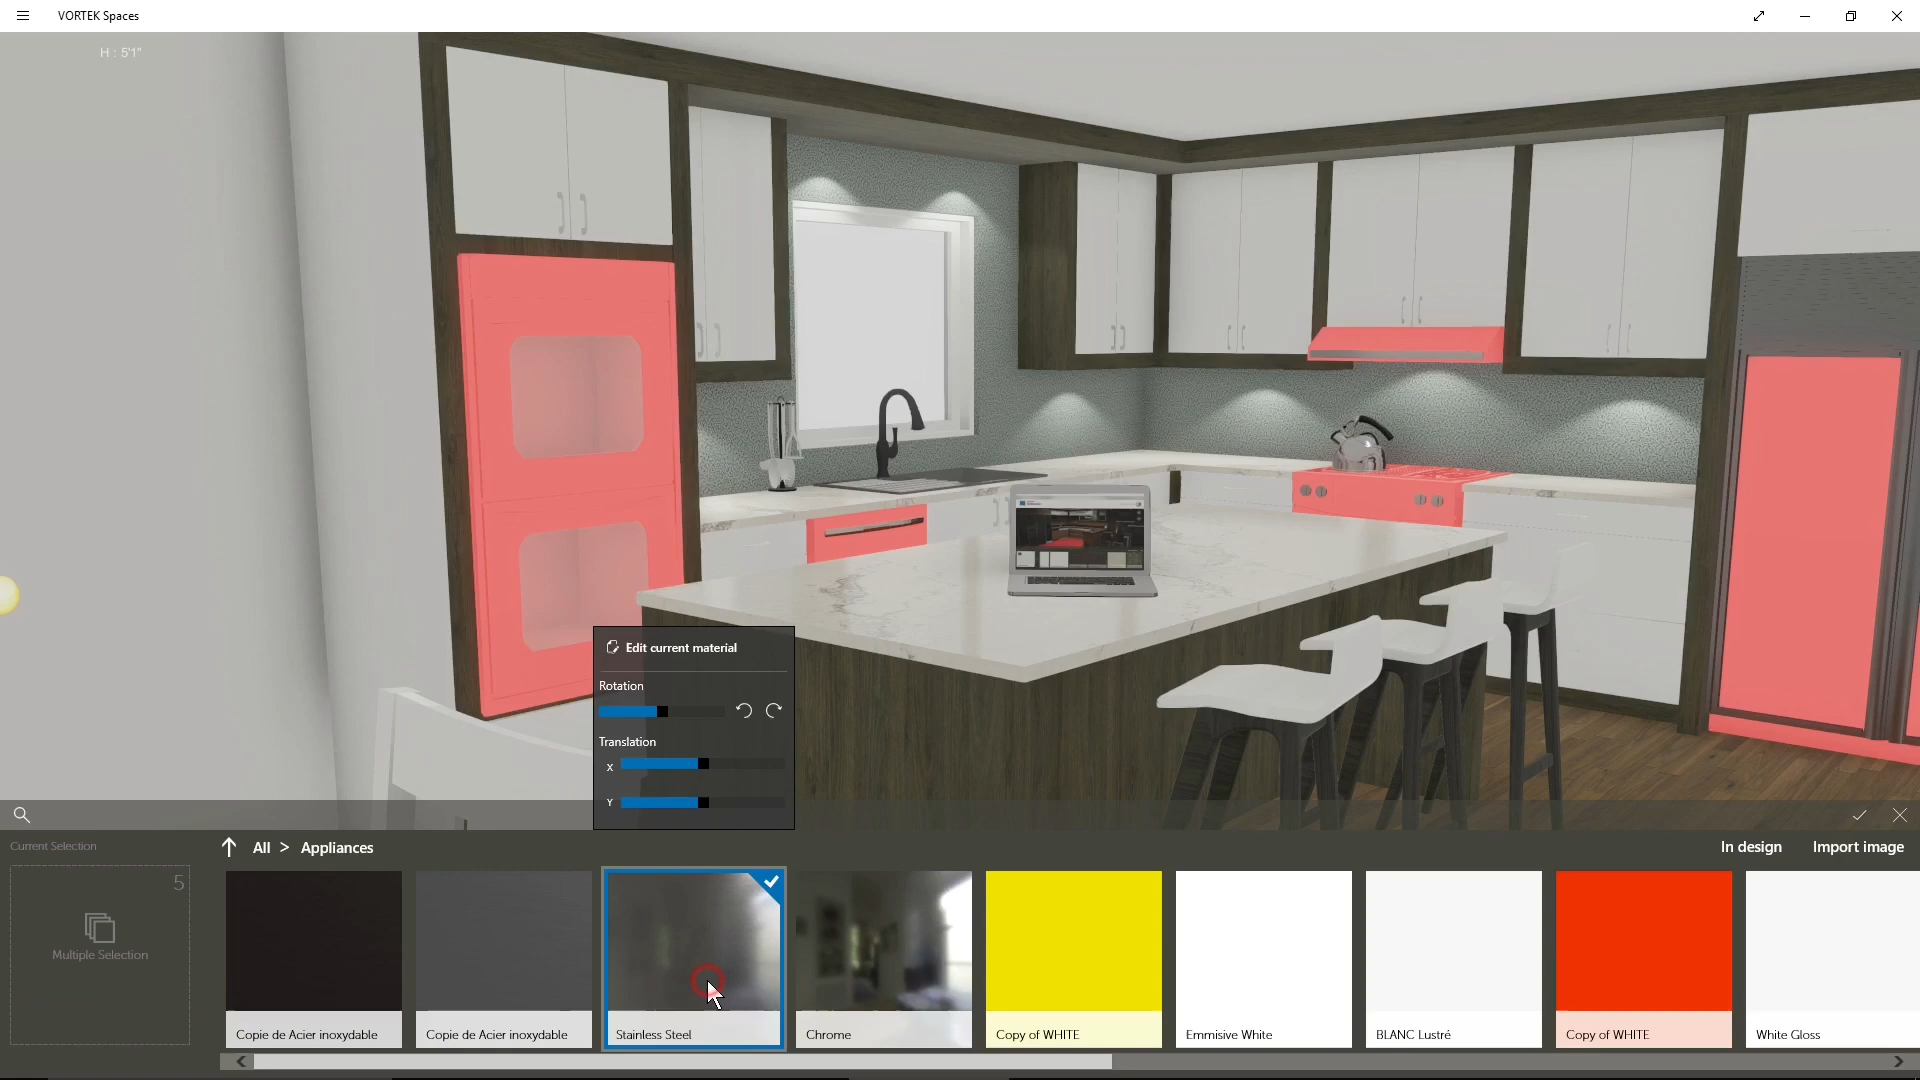 VORTEK Spaces
H : 5'1"
Edit current material
Rotation
Translation
X
Y
Current Selection
All > Appliances
In design
Import image
5
Multiple Selection
Copie de Acier inoxydable
Copie de Acier inoxydable
Stainless Steel
Chrome
Copy of WHITE
Emmisive White
BLANC Lustré
Copy of WHITE
White Gloss